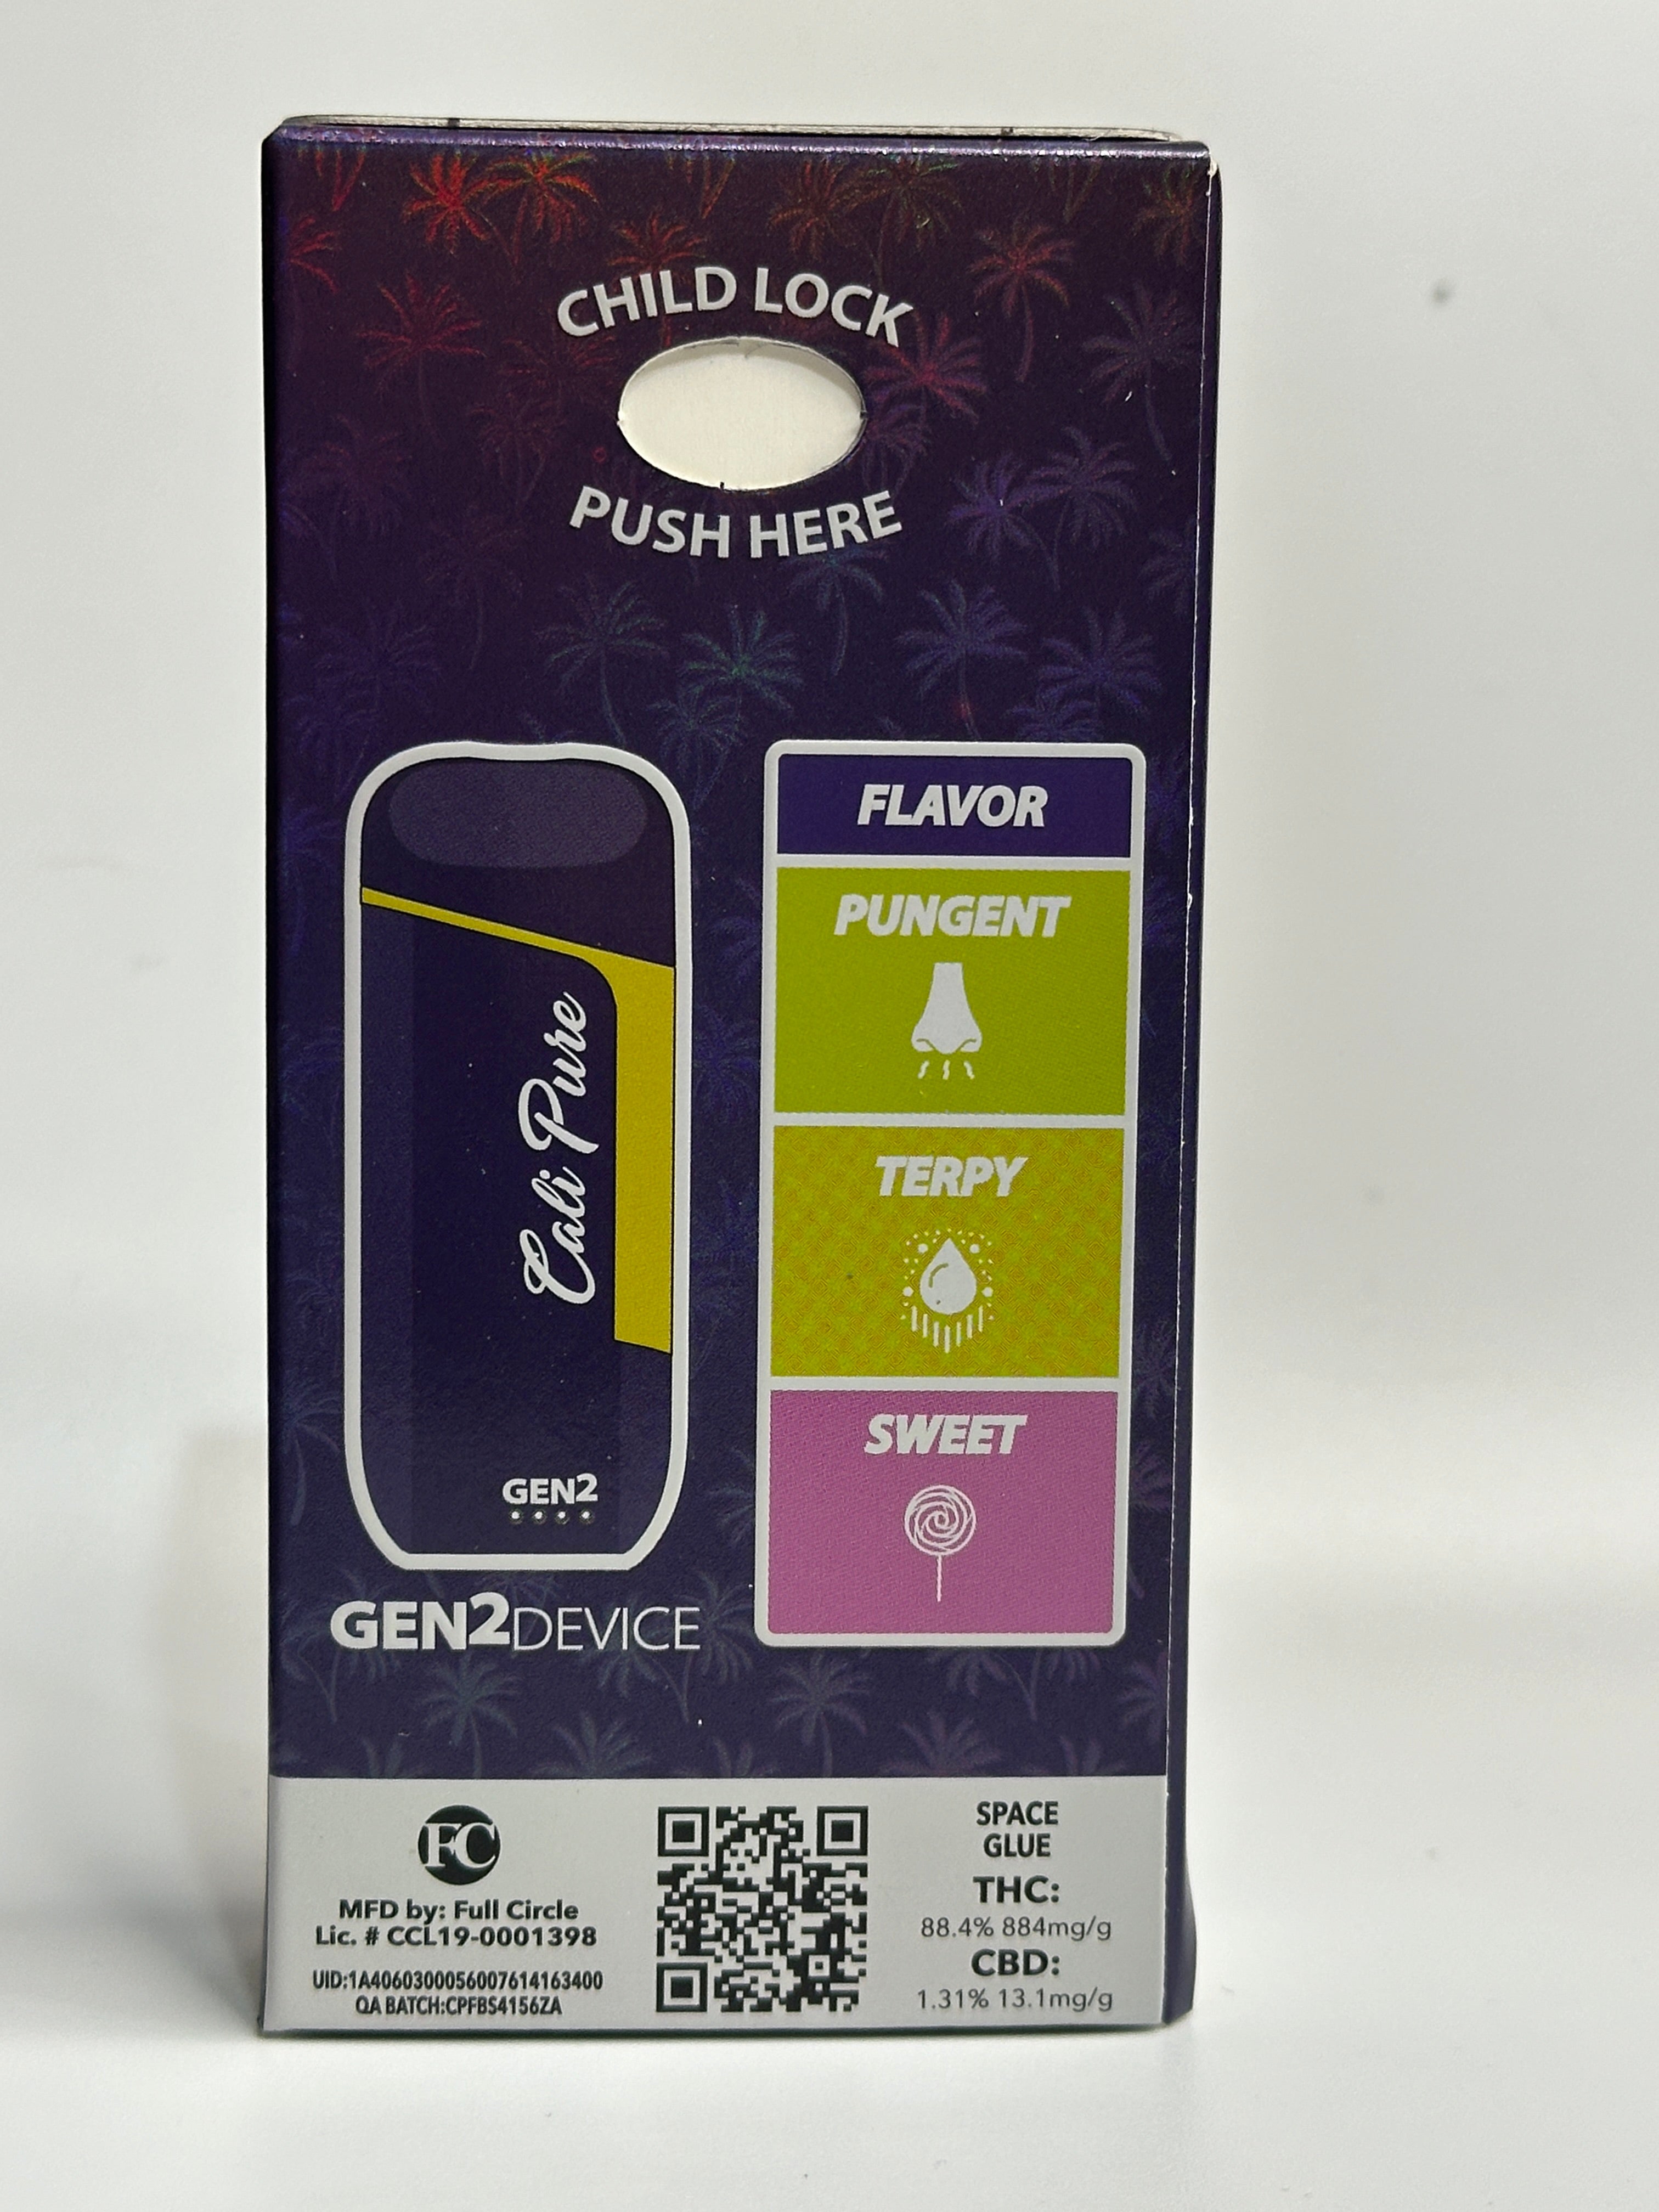 CHILD LOCK
PUSH HERE
Cali Pure
GEN2
GEN2DEVICE
FLAVOR
PUNGENT
TERPY
SWEET
FC
MFD by: Full Circle
Lic. # CCL19-0001398
UID:1A4060300056007614163400
QA BATCH:CPFBS4156ZA
SPACE
GLUE
THC:
88.4% 884mg/g
CBD:
1.31% 13.1mg/g